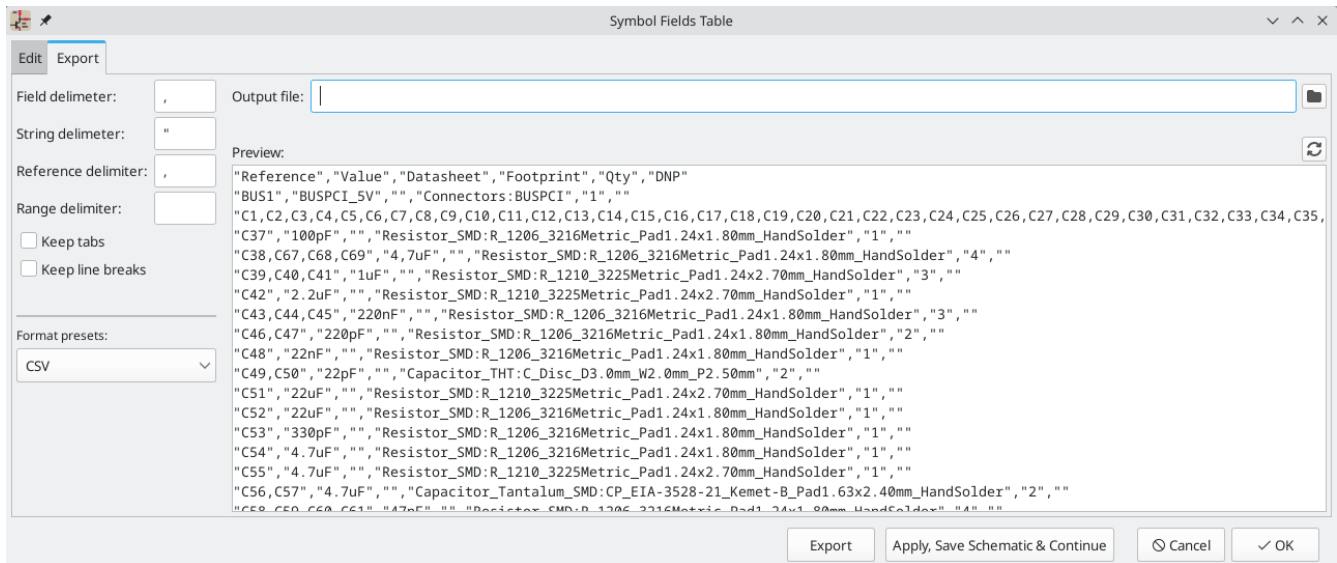 Symbol Fields Table
Edit Export
Field delimeter: ,
Output file:
String delimeter: "
Reference delimiter: ,
Range delimiter:
Keep tabs
Keep line breaks
Format presets:
CSV
Preview:
"Reference","Value","Datasheet","Footprint","Qty","DNP"
"BUS1","BUSPCI_5V","","Connectors:BUSPCI","1",""
"C1,C2,C3,C4,C5,C6,C7,C8,C9,C10,C11,C12,C13,C14,C15,C16,C17,C18,C19,C20,C21,C22,C23,C24,C25,C26,C27,C28,C29,C30,C31,C32,C33,C34,C35,
"C37","100pF","","Resistor_SMD:R_1206_3216Metric_Pad1.24x1.80mm_HandSolder","1",""
"C38,C67,C68,C69","4,7uF","","Resistor_SMD:R_1206_3216Metric_Pad1.24x1.80mm_HandSolder","4",""
"C39,C40,C41","1uF","","Resistor_SMD:R_1210_3225Metric_Pad1.24x2.70mm_HandSolder","3",""
"C42","2.2uF","","Resistor_SMD:R_1210_3225Metric_Pad1.24x2.70mm_HandSolder","1",""
"C43,C44,C45","220nF","","Resistor_SMD:R_1206_3216Metric_Pad1.24x1.80mm_HandSolder","3",""
"C46,C47","220pF","","Resistor_SMD:R_1206_3216Metric_Pad1.24x1.80mm_HandSolder","2",""
"C48","22nF","","Resistor_SMD:R_1206_3216Metric_Pad1.24x1.80mm_HandSolder","1",""
"C49,C50","22pF","","Capacitor_THT:C_Disc_D3.0mm_W2.0mm_P2.50mm","2",""
"C51","22uF","","Resistor_SMD:R_1210_3225Metric_Pad1.24x2.70mm_HandSolder","1",""
"C52","22uF","","Resistor_SMD:R_1206_3216Metric_Pad1.24x1.80mm_HandSolder","1",""
"C53","330pF","","Resistor_SMD:R_1206_3216Metric_Pad1.24x1.80mm_HandSolder","1",""
"C54","4.7uF","","Resistor_SMD:R_1206_3216Metric_Pad1.24x1.80mm_HandSolder","1",""
"C55","4.7uF","","Resistor_SMD:R_1210_3225Metric_Pad1.24x2.70mm_HandSolder","1",""
"C56,C57","4.7uF","","Capacitor_Tantalum_SMD:CP_EIA-3528-21_Kemet-B_Pad1.63x2.40mm_HandSolder","2",""
"C58,C59,C60,C61","47nF","","Resistor_SMD:R_1206_3216Metric_Pad1.24x1.80mm_HandSolder","4",""
Export
Apply, Save Schematic & Continue
Cancel
OK